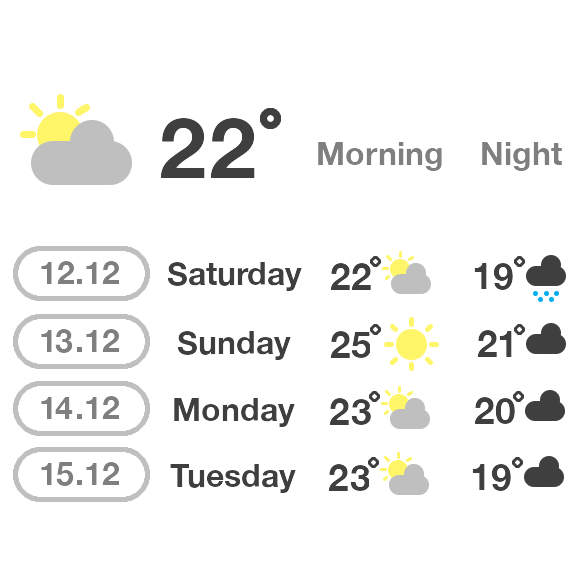 22° Morning Night
12.12 Saturday 22° 19°
13.12 Sunday 25° 21°
14.12 Monday 23° 20°
15.12 Tuesday 23° 19°